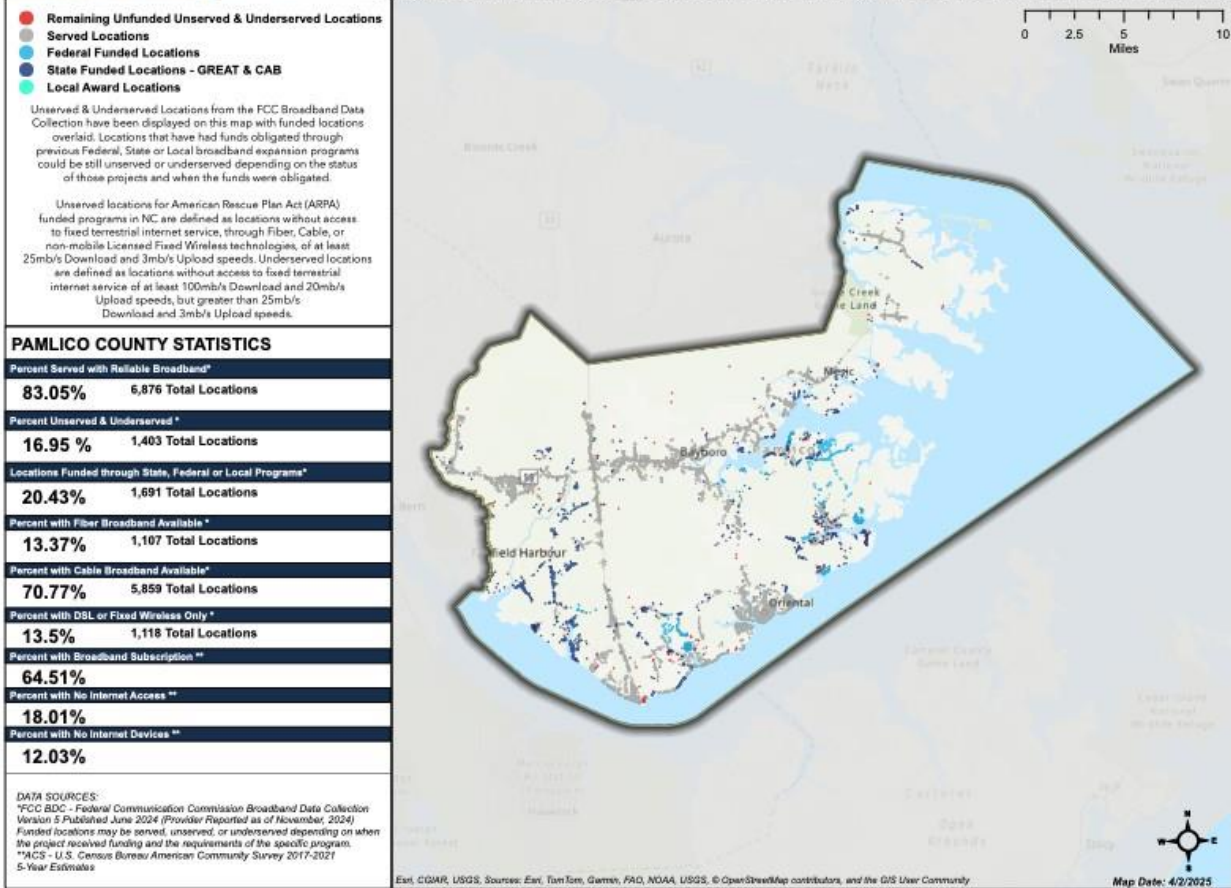 Remaining Unfunded Unserved & Underserved Locations
Served Locations
Federal Funded Locations
State Funded Locations - GREAT & CAB
Local Award Locations
Unserved & Underserved Locations from the FCC Broadband Data
Collection have been displayed on this map with funded locations
overlaid. Locations that have had funds obligated through
previous Federal, State or Local broadband expansion programs
could be still unserved or underserved depending on the status
of those projects and when the funds were obligated.
Unserved locations for American Rescue Plan Act (ARPA)
funded programs in NC are defined as locations without access
to fixed terrestrial internet service, through Fiber, Cable, or
non-mobile Licensed Fixed Wireless technologies, of at least
25mb/s Download and 3mb/s Upload speeds. Underserved locations
are defined as locations without access to fixed terrestrial
internet service of at least 100mb/s Download and 20mb/s
Upload speeds, but greater than 25mb/s
Download and 3mb/s Upload speeds.
PAMLICO COUNTY STATISTICS
Percent Served with Reliable Broadband*
83.05% 6,876 Total Locations
Percent Unserved & Underserved *
16.95 % 1,403 Total Locations
Locations Funded through State, Federal or Local Programs*
20.43% 1,691 Total Locations
Percent with Fiber Broadband Available *
13.37% 1,107 Total Locations
Percent with Cable Broadband Available*
70.77% 5,859 Total Locations
Percent with DSL or Fixed Wireless Only *
13.5% 1,118 Total Locations
Percent with Broadband Subscription **
64.51%
Percent with No Internet Access **
18.01%
Percent with No Internet Devices **
12.03%
DATA SOURCES:
*FCC BDC - Federal Communication Commission Broadband Data Collection
Version 5 Published June 2024 (Provider Reported as of November, 2024)
Funded locations may be served, unserved, or underserved depending on when
the project received funding and the requirements of the specific program.
**ACS - U.S. Census Bureau American Community Survey 2017-2021
5-Year Estimates
0 2.5 5 10
Miles
Aurora
Creek
Land
Mesic
Bayboro
Pamlico
field Harbour
Oriental
N
W E
S
Esri, CGIAR, USGS, Sources: Esri, TomTom, Garmin, FAO, NOAA, USGS, © OpenStreetMap contributors, and the GIS User Community
Map Date: 4/2/2025